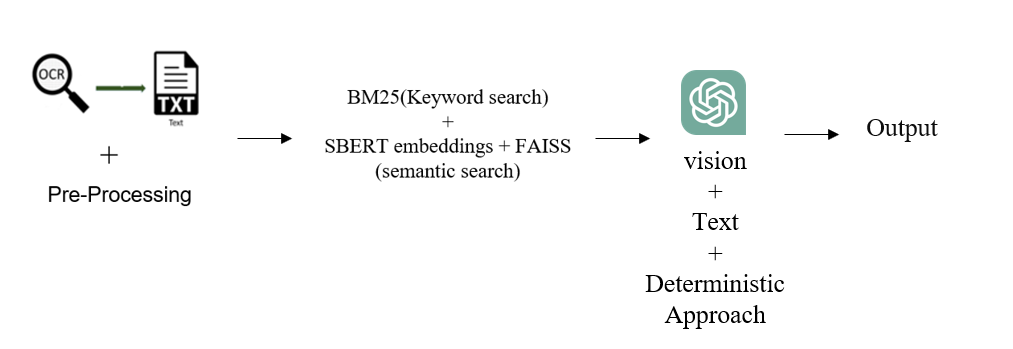 OCR
TXT
Text
+
Pre-Processing
BM25(Keyword search)
+
SBERT embeddings + FAISS
(semantic search)
vision
+
Text
+
Deterministic
Approach
Output